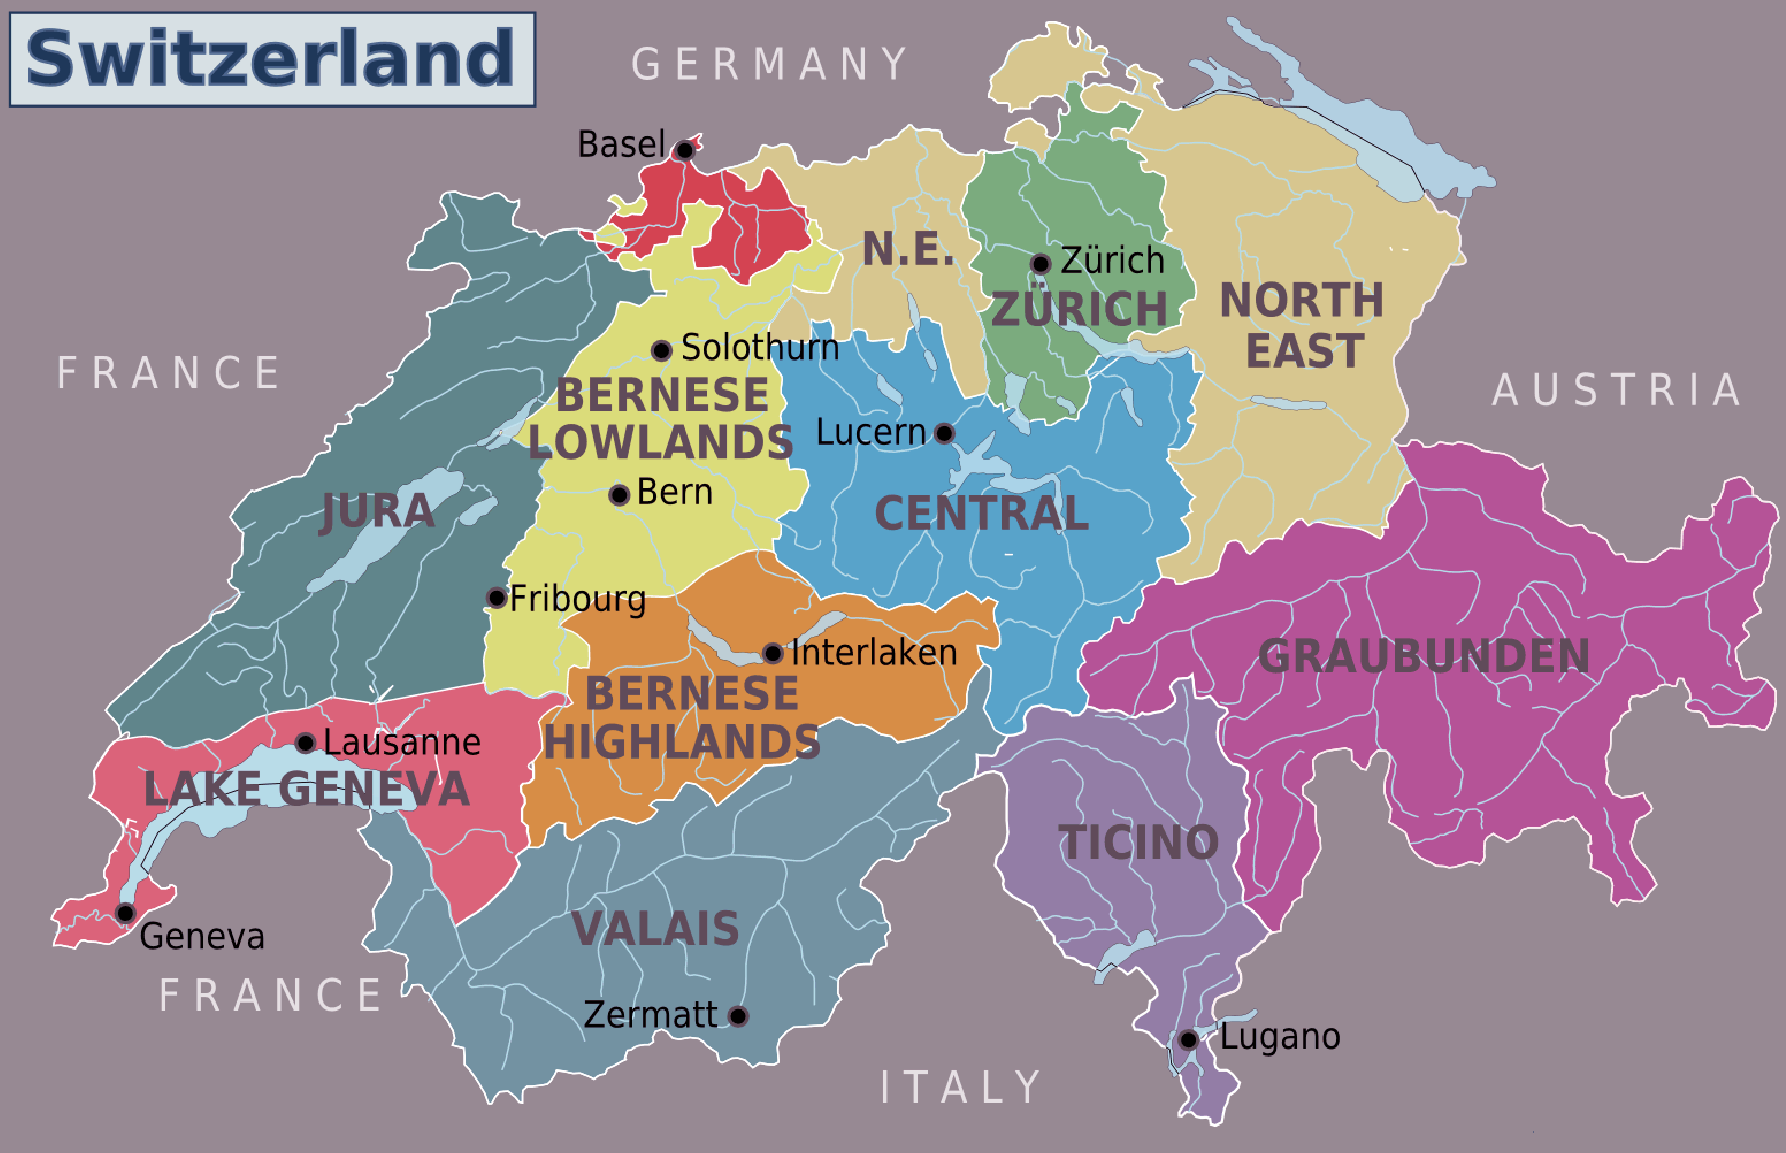 Switzerland
GERMANY
Basel
N.E.
Zürich
ZÜRICH
NORTH
EAST
Solothurn
FRANCE
AUSTRIA
BERNESE
LOWLANDS
Lucern
Bern
JURA
CENTRAL
Fribourg
Interlaken
GRAUBUNDEN
BERNESE
HIGHLANDS
Lausanne
LAKE GENEVA
TICINO
VALAIS
Geneva
FRANCE
Zermatt
Lugano
ITALY